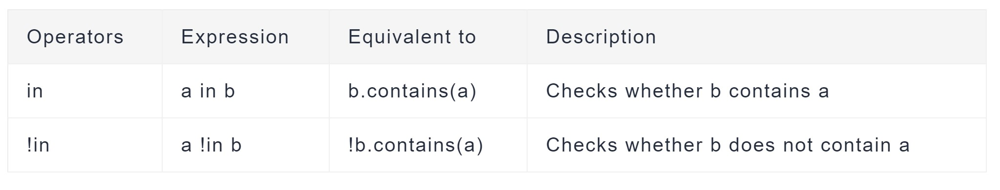 Operators Expression Equivalent to Description
in a in b b.contains(a) Checks whether b contains a
!in a !in b !b.contains(a) Checks whether b does not contain a